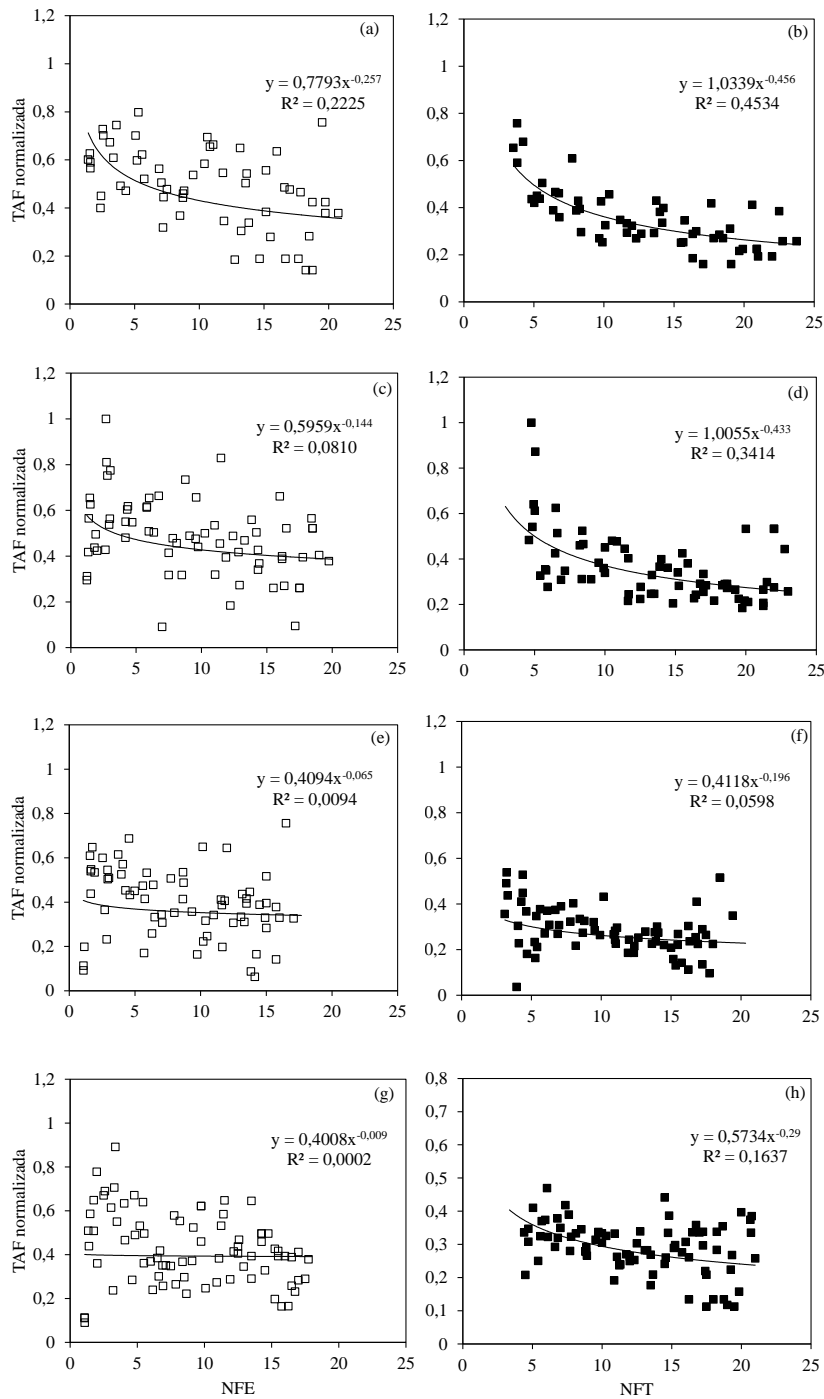 (a)
1,2
1
0,8
0,6
0,4
0,2
0
TAF normalizada
y = 0,7793x^-0,257
R² = 0,2225
0 5 10 15 20 25
(b)
1,2
1
0,8
0,6
0,4
0,2
0
y = 1,0339x^-0,456
R² = 0,4534
0 5 10 15 20 25
(c)
1,2
1
0,8
0,6
0,4
0,2
0
TAF normalizada
y = 0,5959x^-0,144
R² = 0,0810
0 5 10 15 20 25
(d)
1,2
1
0,8
0,6
0,4
0,2
0
y = 1,0055x^-0,433
R² = 0,3414
0 5 10 15 20 25
(e)
1,2
1
0,8
0,6
0,4
0,2
0
TAF normalizada
y = 0,4094x^-0,065
R² = 0,0094
0 5 10 15 20 25
(f)
1,2
1
0,8
0,6
0,4
0,2
0
y = 0,4118x^-0,196
R² = 0,0598
0 5 10 15 20 25
(g)
1,2
1
0,8
0,6
0,4
0,2
0
TAF normalizada
y = 0,4008x^-0,009
R² = 0,0002
0 5 10 15 20 25
NFE
(h)
0,8
0,7
0,6
0,5
0,4
0,3
0,2
0,1
0
y = 0,5734x^-0,29
R² = 0,1637
0 5 10 15 20 25
NFT